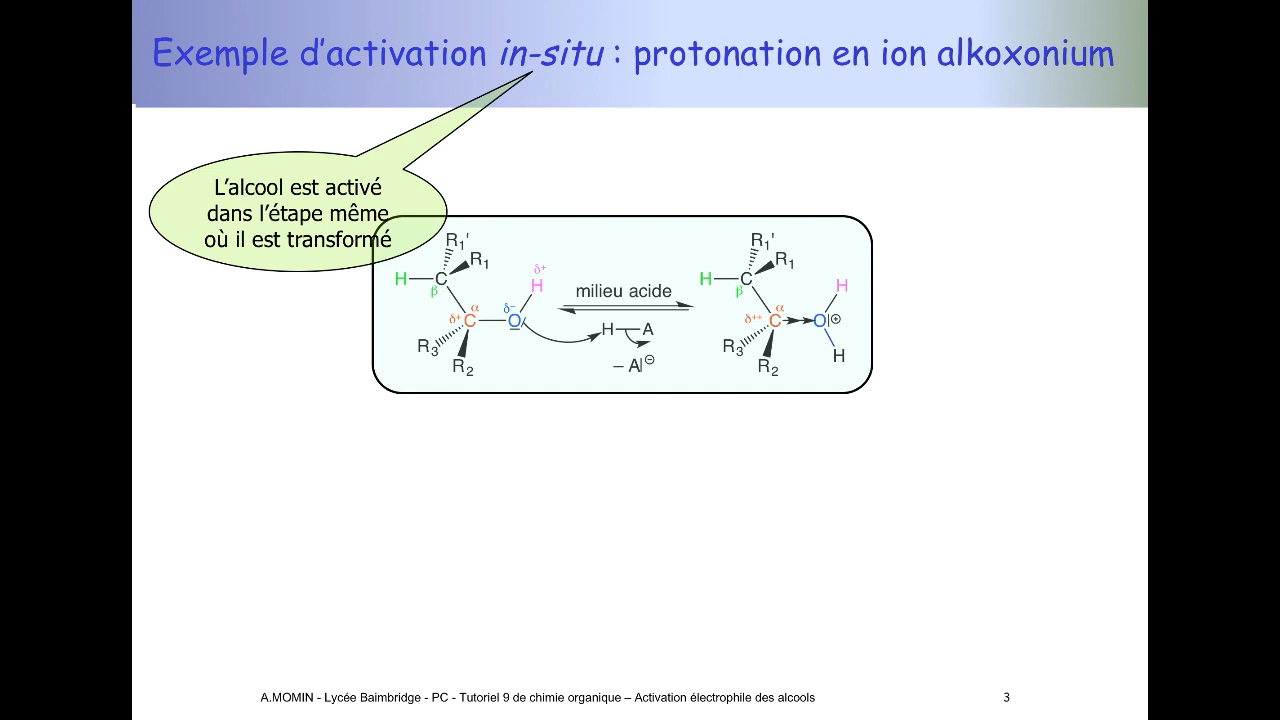 Exemple d'activation in-situ : protonation en ion alkoxonium
L'alcool est activé
dans l'étape même
où il est transformé
R1' R1' 
R1 R1
δ+
H C H H C H
β δ− milieu acide β
α α
δ+ C O H A δ++ C O ⊕
R3 R3 H
R2 − A ⊖ R2
A.MOMIN - Lycée Baimbridge - PC - Tutoriel 9 de chimie organique – Activation électrophile des alcools 3